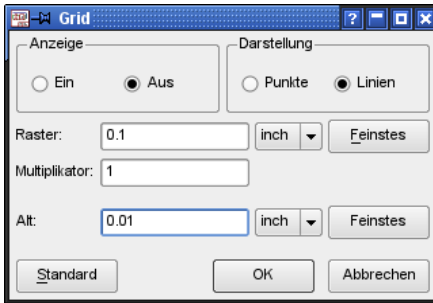 Grid
Anzeige
Darstellung
Ein
Aus
Punkte
Linien
Raster:
0.1
inch
Feinstes
Multiplikator:
1
Alt:
0.01
inch
Feinstes
Standard
OK
Abbrechen